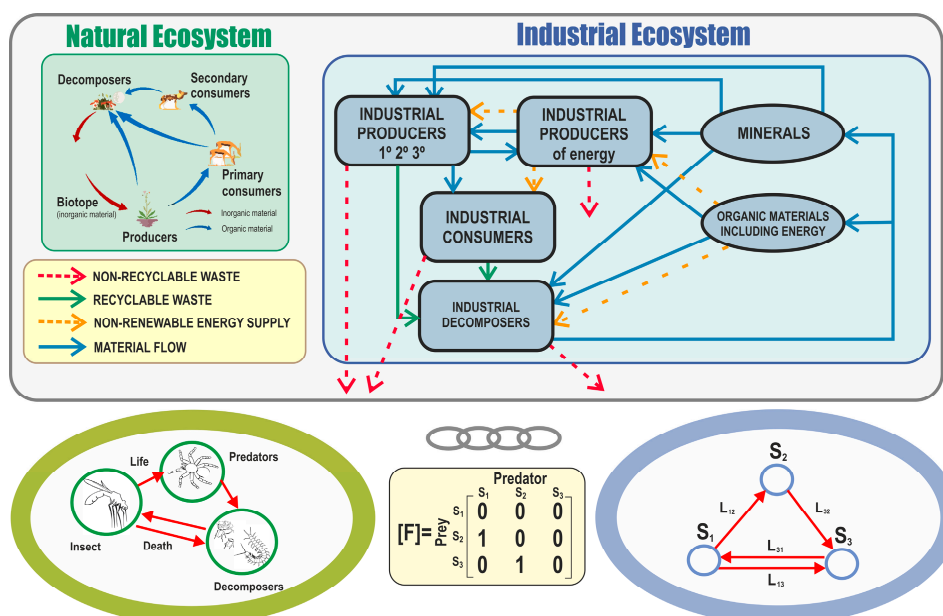 Natural Ecosystem
Industrial Ecosystem
Decomposers
Secondary
consumers
Primary
consumers
Biotope
(inorganic material)
Producers
Inorganic material
Organic material
INDUSTRIAL
PRODUCERS
1º 2º 3º
INDUSTRIAL
PRODUCERS
of energy
MINERALS
INDUSTRIAL
CONSUMERS
ORGANIC MATERIALS
INCLUDING ENERGY
INDUSTRIAL
DECOMPOSERS
NON-RECYCLABLE WASTE
RECYCLABLE WASTE
NON-RENEWABLE ENERGY SUPPLY
MATERIAL FLOW
Life
Predators
Insect
Death
Decomposers
Predator
S₁ S₂ S₃
[F]=
Prey
S₁ 0 0 0
S₂ 1 0 0
S₃ 0 1 0
S₂
L₁₂
L₃₂
S₁
L₃₁
S₃
L₁₃